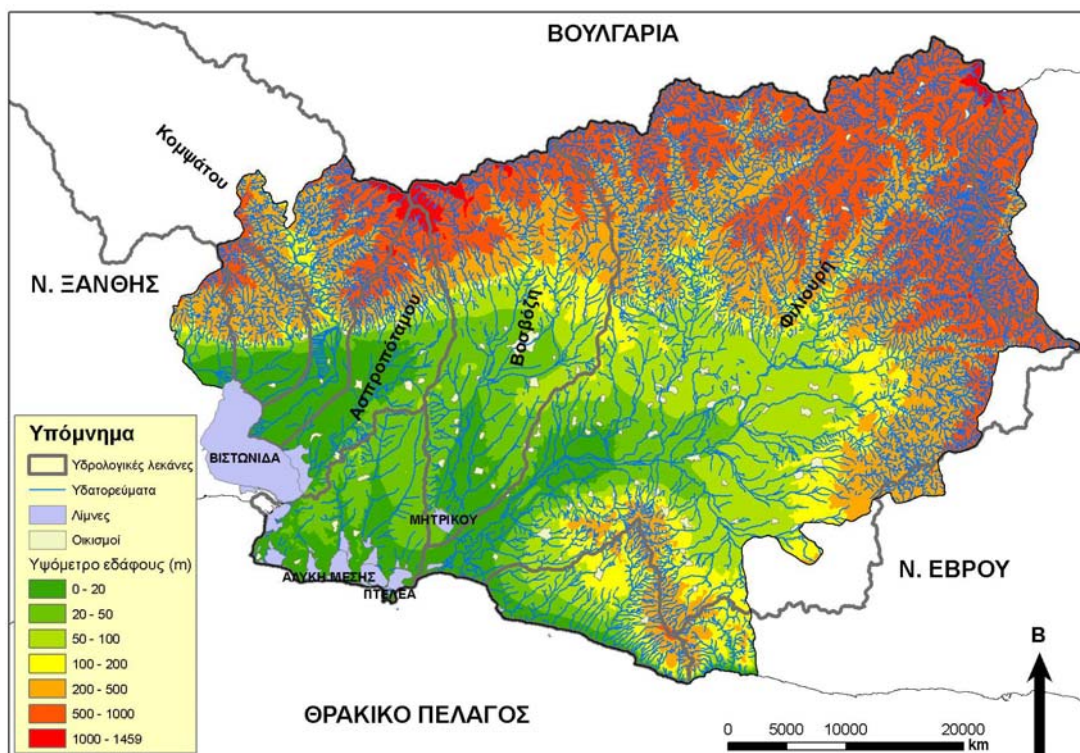 ΒΟΥΛΓΑΡΙΑ
Κομψάτου
Ν. ΞΑΝΘΗΣ
Ασπροπόταμου
Βοσβόζη
Φιλιουρή
ΒΙΣΤΩΝΙΔΑ
ΜΗΤΡΙΚΟΥ
ΑΛΥΚΗ ΜΕΣΗΣ
ΠΤΕΛΕΑ
Ν. ΕΒΡΟΥ
ΘΡΑΚΙΚΟ ΠΕΛΑΓΟΣ
Υπόμνημα
Υδρολογικές λεκάνες
Υδατορεύματα
Λίμνες
Οικισμοί
Υψόμετρο εδάφους (m)
0 - 20
20 - 50
50 - 100
100 - 200
200 - 500
500 - 1000
1000 - 1459
Β
0 5000 10000 20000
km